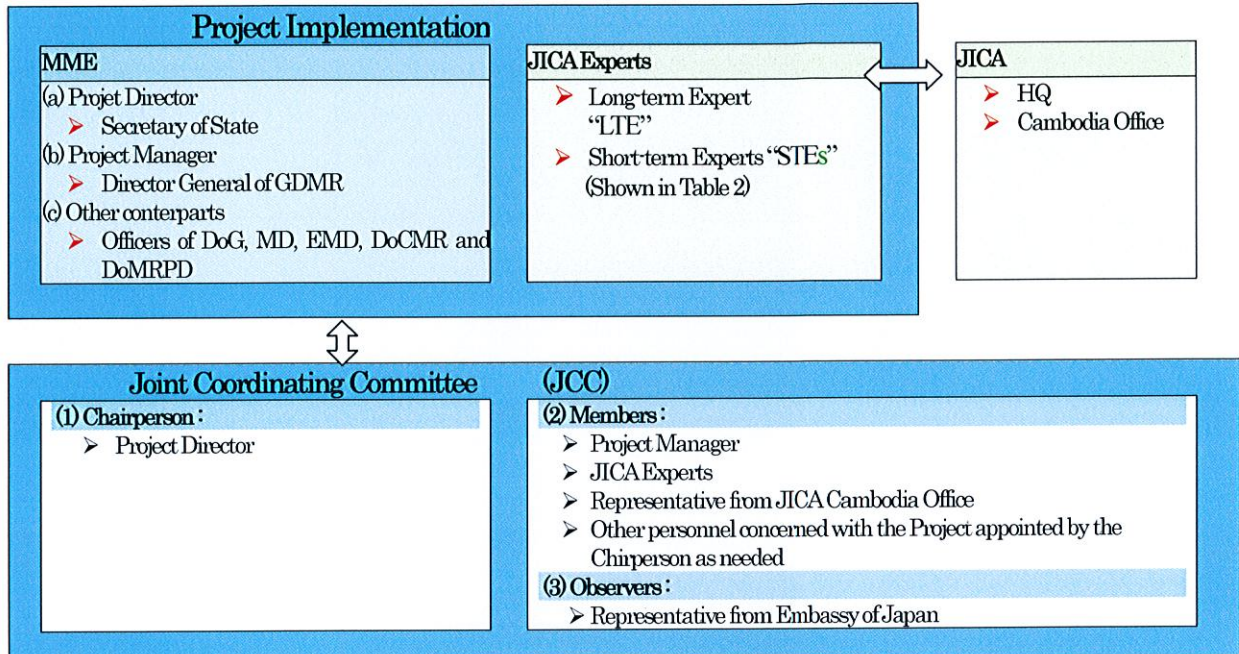 Project Implementation
MME
(a) Projet Director
➢ Secretary of State
(b) Project Manager
➢ Director General of GDMR
(c) Other conterparts
➢ Officers of DoG, MD, EMD, DoCMR and
DoMRPD
JICA Experts
➢ Long-term Expert
“LTE”
➢ Short-term Experts “STEs”
(Shown in Table 2)
JICA
➢ HQ
➢ Cambodia Office
Joint Coordinating Committee (JCC)
(1) Chairperson:
➢ Project Director
(2) Members:
➢ Project Manager
➢ JICA Experts
➢ Representative from JICA Cambodia Office
➢ Other personnel concerned with the Project appointed by the
Chirperson as needed
(3) Observers:
➢ Representative from Embassy of Japan